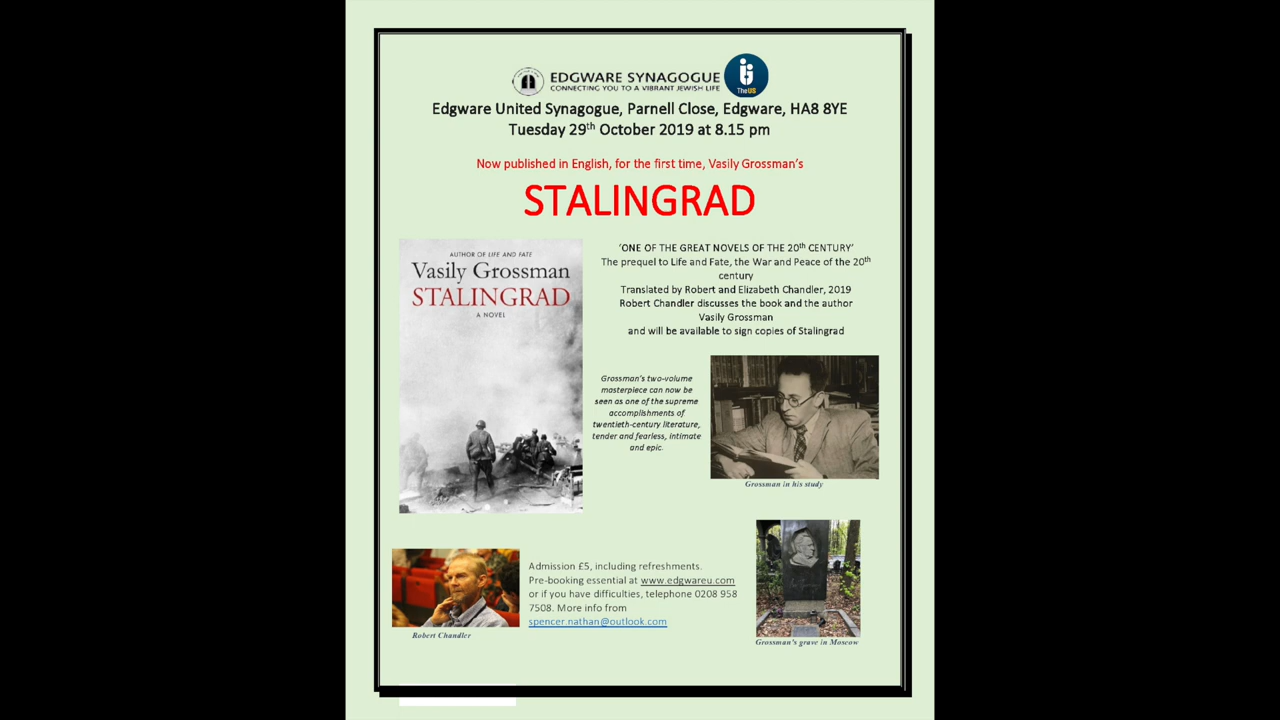 EDGWARE SYNAGOGUE
CONNECTING YOU TO A VIBRANT JEWISH LIFE
TheUS
Edgware United Synagogue, Parnell Close, Edgware, HA8 8YE
Tuesday 29th October 2019 at 8.15 pm
Now published in English, for the first time, Vasily Grossman's
STALINGRAD
AUTHOR OF LIFE AND FATE
Vasily Grossman
STALINGRAD
A NOVEL
'ONE OF THE GREAT NOVELS OF THE 20th CENTURY'
The prequel to Life and Fate, the War and Peace of the 20th
century
Translated by Robert and Elizabeth Chandler, 2019
Robert Chandler discusses the book and the author
Vasily Grossman
and will be available to sign copies of Stalingrad
Grossman's two-volume
masterpiece can now be
seen as one of the supreme
accomplishments of
twentieth-century literature,
tender and fearless, intimate
and epic.
Grossman in his study
Robert Chandler
Admission £5, including refreshments.
Pre-booking essential at www.edgwareu.com
or if you have difficulties, telephone 0208 958
7508. More info from
spencer.nathan@outlook.com
Grossman's grave in Moscow